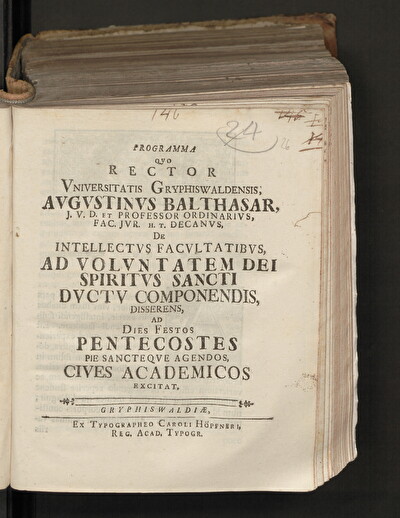 146
24
PROGRAMMA
QVO
RECTOR
VNIVERSITATIS GRYPHISWALDENSIS,
AVGVSTINVS BALTHASAR,
J. V. D. ET PROFESSOR ORDINARIVS,
FAC. JVR. H. T. DECANVS,
DE
INTELLECTVS FACVLTATIBVS,
AD VOLVNTATEM DEI
SPIRITVS SANCTI
DVCTV COMPONENDIS,
DISSERENS,
AD
DIES FESTOS
PENTECOSTES
PIE SANCTEQVE AGENDOS,
CIVES ACADEMICOS
EXCITAT.
GRYPHISWALDIÆ,
EX TYPOGRAPHEO CAROLI HÖPFNERI,
REG. ACAD. TYPOGR.